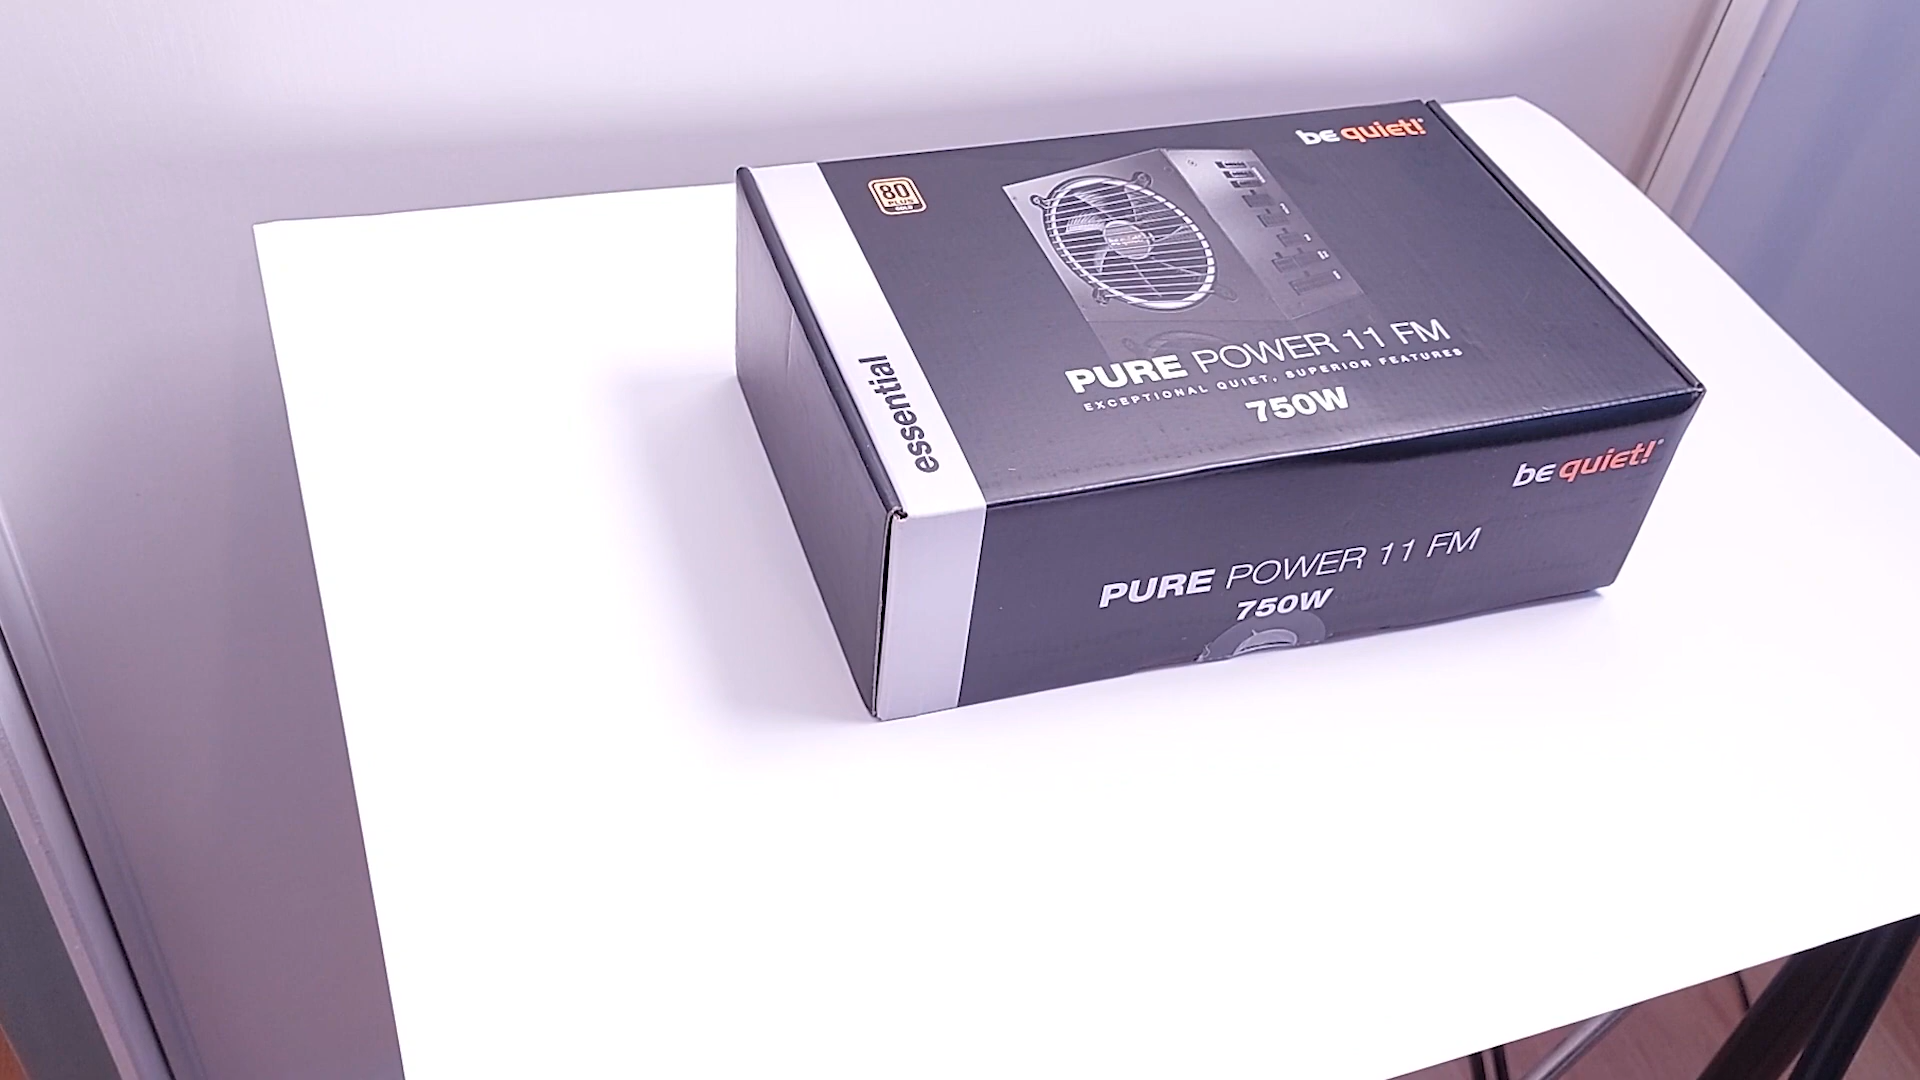 be quiet!
80
PLUS
GOLD
PURE POWER 11 FM
EXCEPTIONAL QUIET, SUPERIOR FEATURES
750W
essential
be quiet!
PURE POWER 11 FM
750W